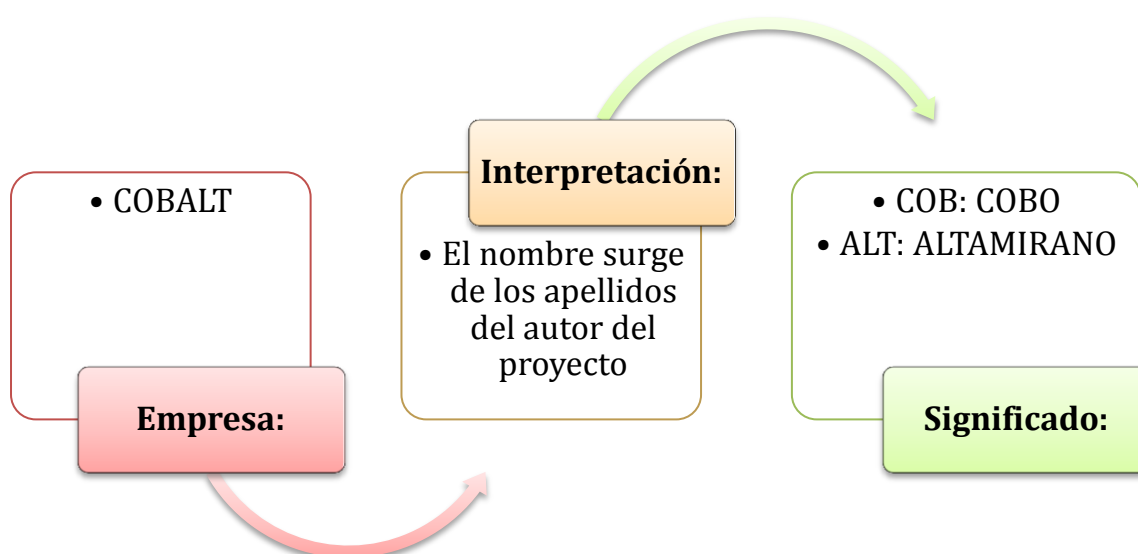 • COBALT
Empresa:
Interpretación:
• El nombre surge
de los apellidos
del autor del
proyecto
• COB: COBO
• ALT: ALTAMIRANO
Significado: